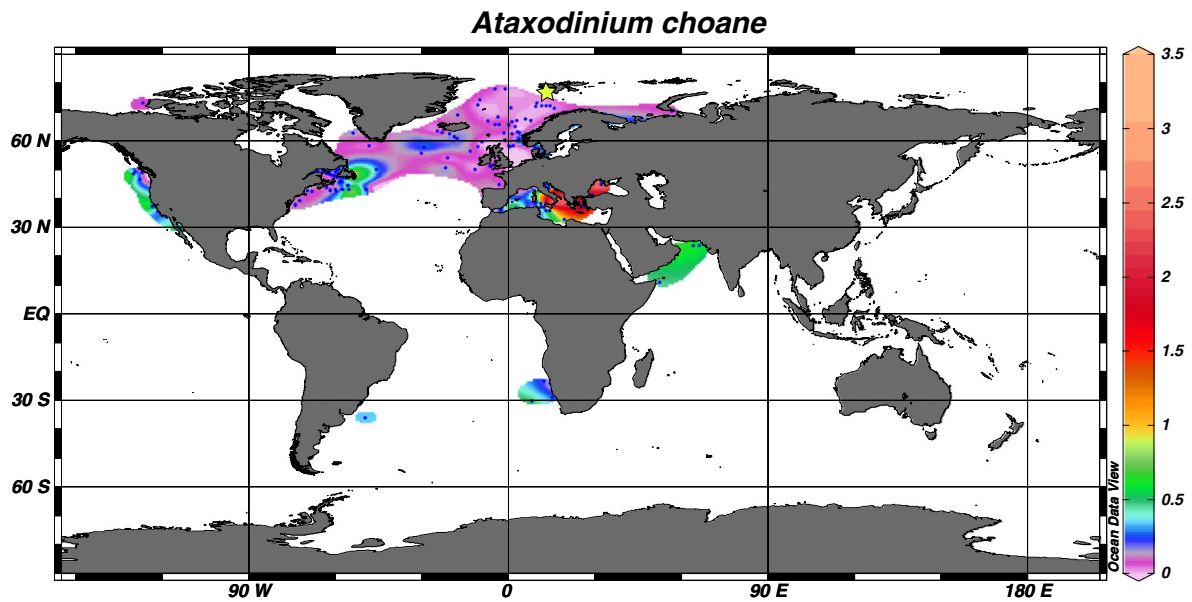 Ataxodinium choane
60 N
30 N
EQ
30 S
60 S
90 W
0
90 E
180 E
3.5
3
2.5
2
1.5
1
0.5
0
Ocean Data View